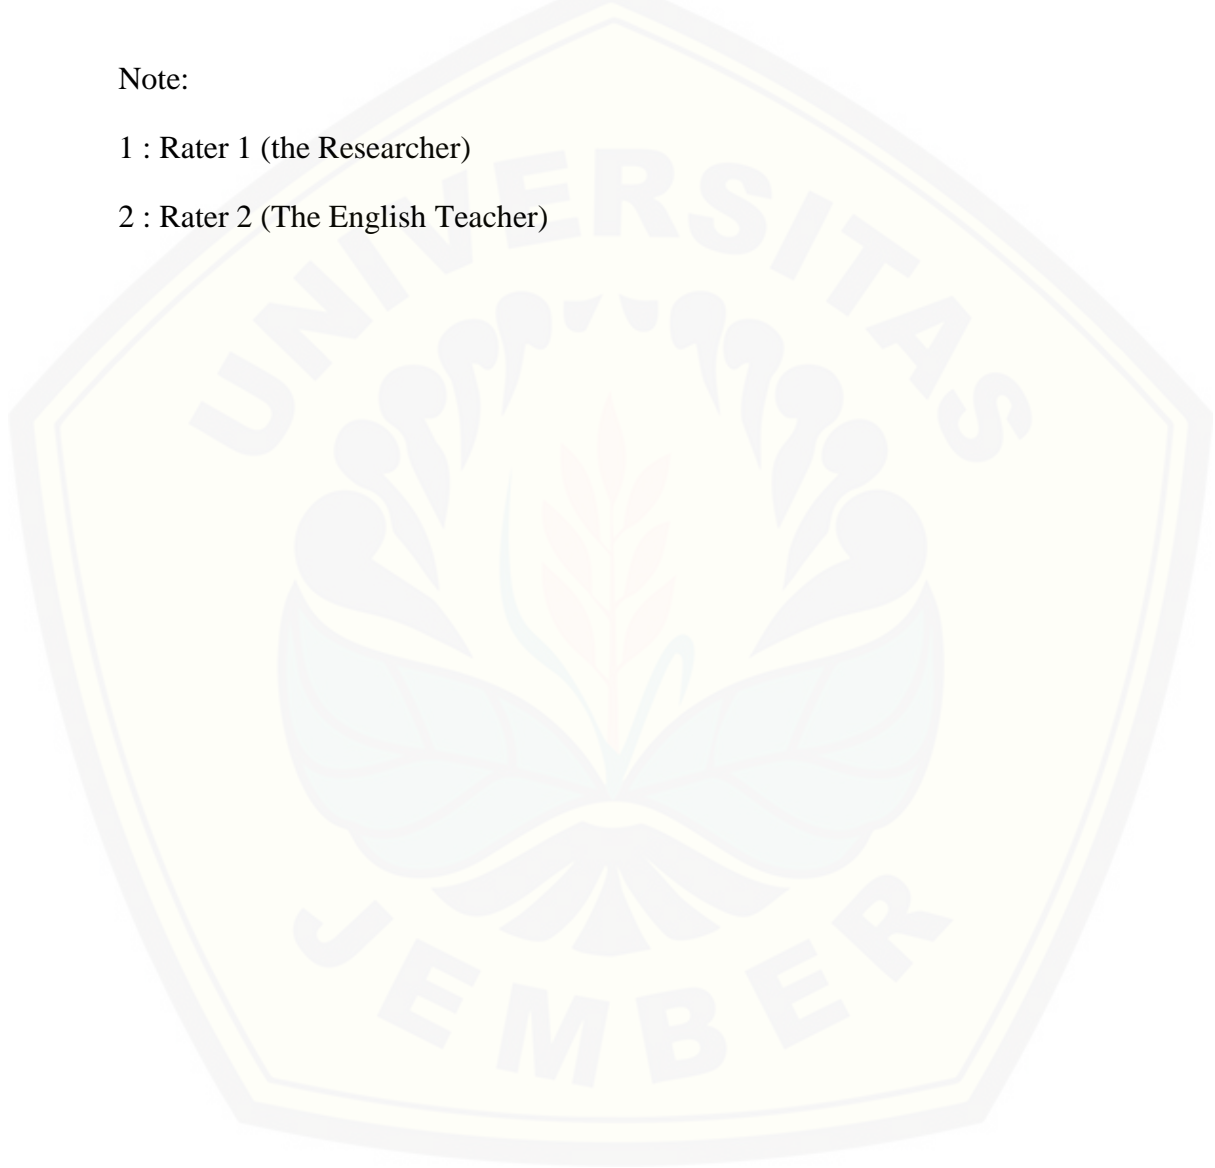 Note:
1 : Rater 1 (the Researcher)
2 : Rater 2 (The English Teacher)
UNIVERSITAS
JEMBER